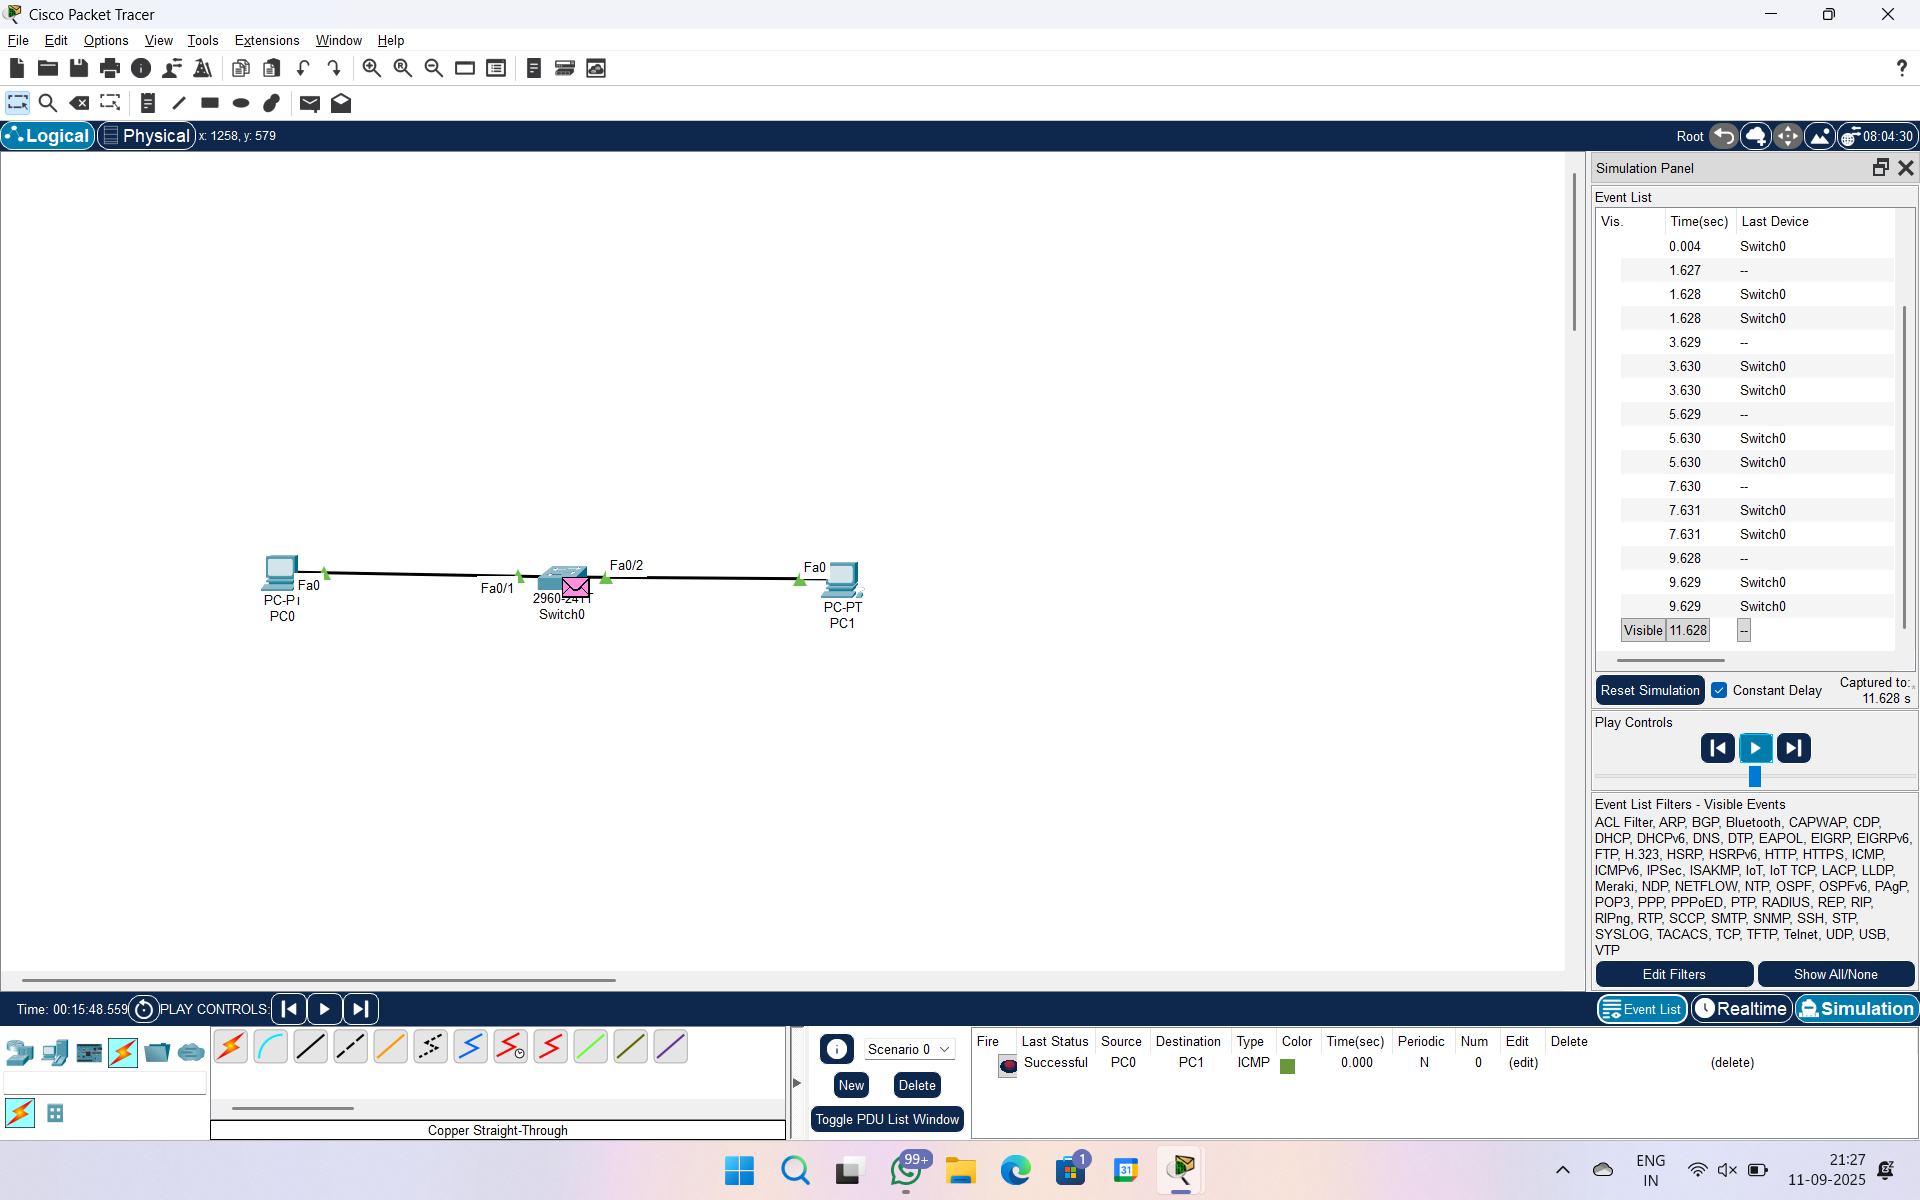 Cisco Packet Tracer
File Edit Options View Tools Extensions Window Help
?
Logical Physical x: 1258, y: 579 Root 08:04:30
Simulation Panel
Event List
Vis. Time(sec) Last Device
0.004 Switch0
1.627 --
1.628 Switch0
1.628 Switch0
3.629 --
3.630 Switch0
3.630 Switch0
5.629 --
5.630 Switch0
5.630 Switch0
7.630 --
7.631 Switch0
7.631 Switch0
9.628 --
9.629 Switch0
9.629 Switch0
Visible 11.628 --
Reset Simulation Constant Delay Captured to:
11.628 s
Play Controls
Event List Filters - Visible Events
ACL Filter, ARP, BGP, Bluetooth, CAPWAP, CDP,
DHCP, DHCPv6, DNS, DTP, EAPOL, EIGRP, EIGRPv6,
FTP, H.323, HSRP, HSRPv6, HTTP, HTTPS, ICMP,
ICMPv6, IPSec, ISAKMP, IoT, IoT TCP, LACP, LLDP,
Meraki, NDP, NETFLOW, NTP, OSPF, OSPFv6, PAgP,
POP3, PPP, PPPoED, PTP, RADIUS, REP, RIP,
RIPng, RTP, SCCP, SMTP, SNMP, SSH, STP,
SYSLOG, TACACS, TCP, TFTP, Telnet, UDP, USB,
VTP
Edit Filters Show All/None
Fa0
PC0
Fa0/1
Switch0
Fa0/2
Fa0
PC-PT
PC1
Time: 00:15:48.559 PLAY CONTROLS:
Event List Realtime Simulation
Copper Straight-Through
Scenario 0
New Delete
Toggle PDU List Window
Fire Last Status Source Destination Type Color Time(sec) Periodic Num Edit Delete
Successful PC0 PC1 ICMP 0.000 N 0 (edit) (delete)
99+
1
31
ENG
IN
21:27
11-09-2025